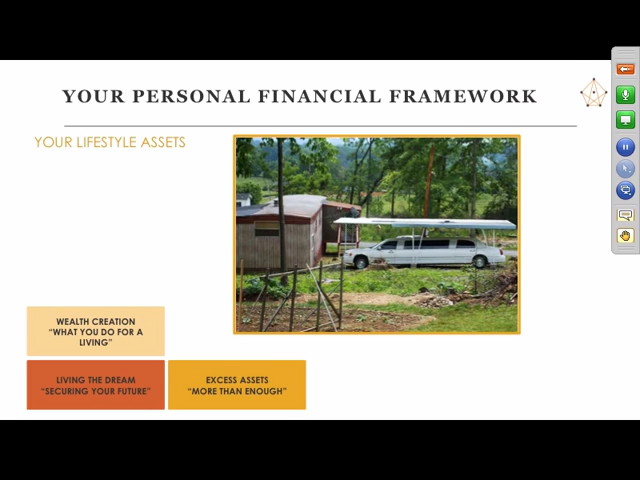 YOUR PERSONAL FINANCIAL FRAMEWORK
YOUR LIFESTYLE ASSETS
WEALTH CREATION
“WHAT YOU DO FOR A
LIVING”
LIVING THE DREAM
“SECURING YOUR FUTURE”
EXCESS ASSETS
“MORE THAN ENOUGH”